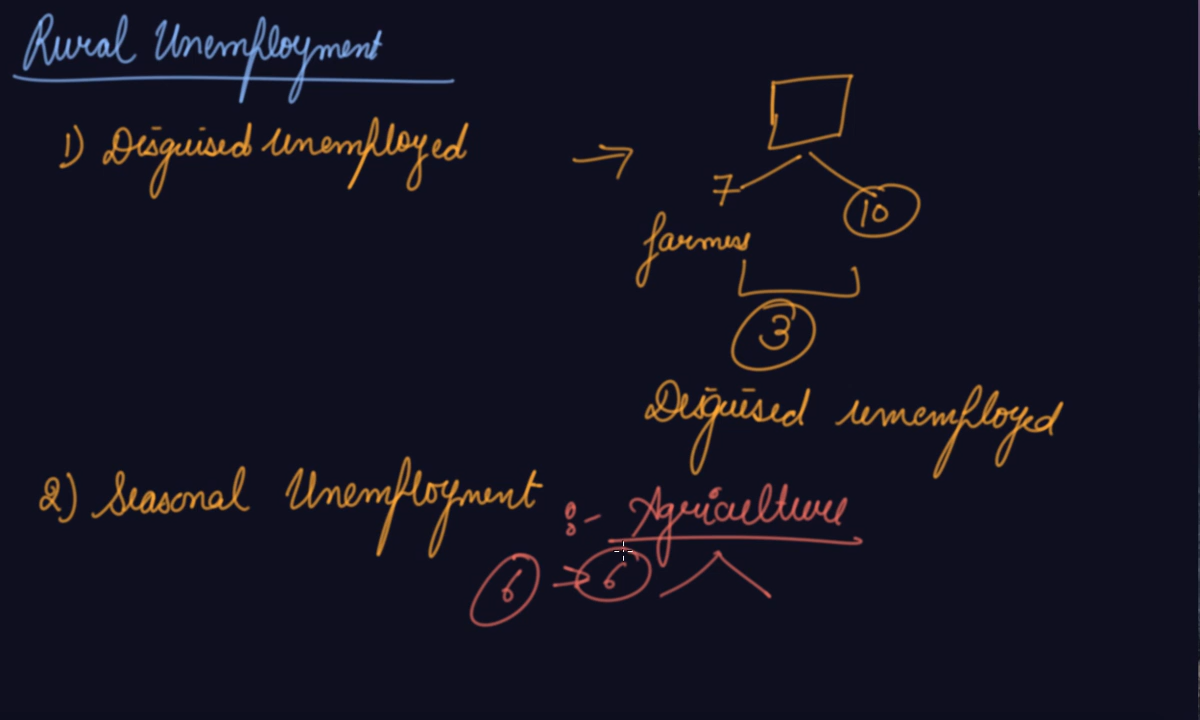 Rural Unemployment
1) Disguised unemployed →
7 10
farmers
3
Disguised unemployed
2) Seasonal Unemployment :- Agriculture
6 → 6